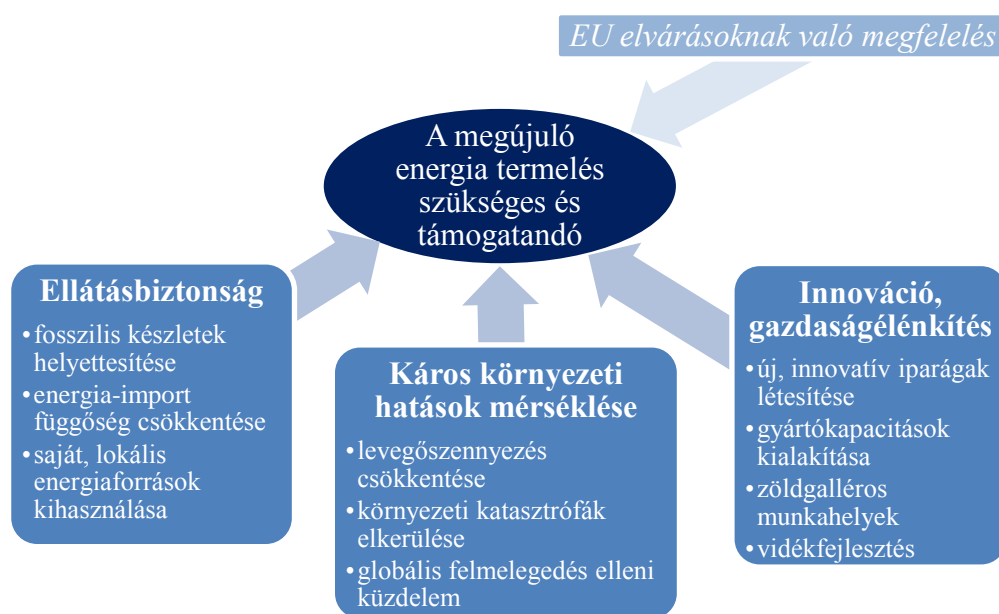 EU elvárásoknak való megfelelés
A megújuló
energia termelés
szükséges és
támogatandó
Ellátásbiztonság
•fosszilis készletek
helyettesítése
•energia-import
függőség csökkentése
•saját, lokális
energiaforrások
kihasználása
Káros környezeti
hatások mérséklése
•levegőszennyezés
csökkentése
•környezeti katasztrófák
elkerülése
•globális felmelegedés elleni
küzdelem
Innováció,
gazdaságélénkítés
•új, innovatív iparágak
létesítése
•gyártókapacitások
kialakítása
•zöldgalléros
munkahelyek
•vidékfejlesztés